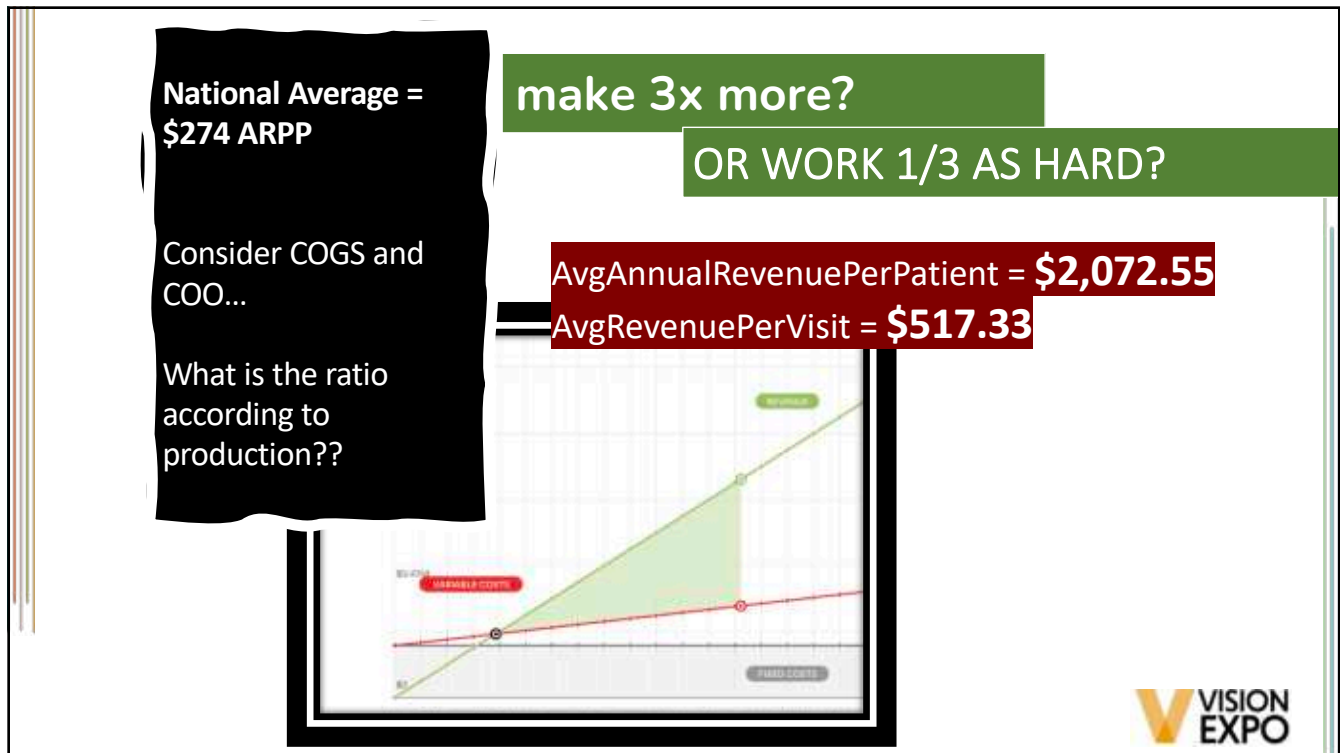 National Average =
$274 ARPP
Consider COGS and
COO...
What is the ratio
according to
production??
make 3x more?
OR WORK 1/3 AS HARD?
AvgAnnualRevenuePerPatient = $2,072.55
AvgRevenuePerVisit = $517.33
REVENUE
VARIABLE COSTS
FIXED COSTS
VISION
EXPO